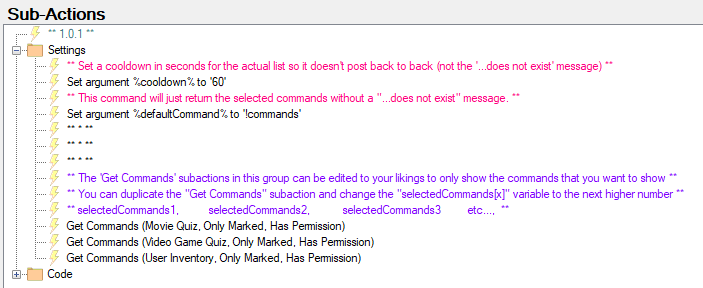 Sub-Actions
** 1.0.1 **
Settings
** Set a cooldown in seconds for the actual list so it doesn't post back to back (not the '...does not exist' message) **
Set argument %cooldown% to '60'
** This command will just return the selected commands without a "...does not exist" message. **
Set argument %defaultCommand% to '!commands'
** * **
** * **
** * **
** The 'Get Commands' subactions in this group can be edited to your likings to only show the commands that you want to show **
** You can duplicate the "Get Commands" subaction and change the "selectedCommands[x]" variable to the next higher number **
** selectedCommands1, selectedCommands2, selectedCommands3 etc..., **
Get Commands (Movie Quiz, Only Marked, Has Permission)
Get Commands (Video Game Quiz, Only Marked, Has Permission)
Get Commands (User Inventory, Only Marked, Has Permission)
Code